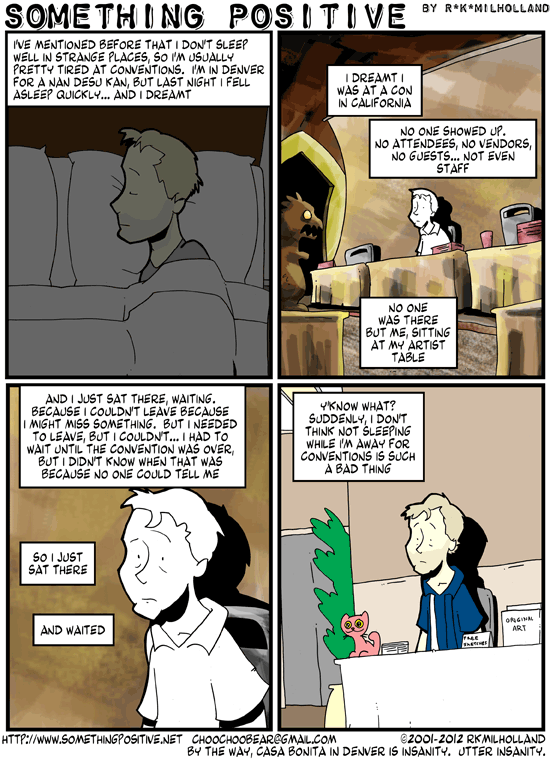 SOMETHING POSITIVE
BY R*K*MILHOLLAND
I'VE MENTIONED BEFORE THAT I DON'T SLEEP
WELL IN STRANGE PLACES, SO I'M USUALLY
PRETTY TIRED AT CONVENTIONS. I'M IN DENVER
FOR A NAN DESU KAN, BUT LAST NIGHT I FELL
ASLEEP QUICKLY... AND I DREAMT
I DREAMT I
WAS AT A CON
IN CALIFORNIA
NO ONE SHOWED UP.
NO ATTENDEES, NO VENDORS,
NO GUESTS... NOT EVEN
STAFF
NO ONE
WAS THERE
BUT ME, SITTING
AT MY ARTIST
TABLE
AND I JUST SAT THERE, WAITING.
BECAUSE I COULDN'T LEAVE BECAUSE
I MIGHT MISS SOMETHING. BUT I NEEDED
TO LEAVE, BUT I COULDN'T... I HAD TO
WAIT UNTIL THE CONVENTION WAS OVER,
BUT I DIDN'T KNOW WHEN THAT WAS
BECAUSE NO ONE COULD TELL ME
SO I JUST
SAT THERE
AND WAITED
Y'KNOW WHAT?
SUDDENLY, I DON'T
THINK NOT SLEEPING
WHILE I'M AWAY FOR
CONVENTIONS IS SUCH
A BAD THING
FREE
SKETCHES
ORIGINAL
ART
HTTP://WWW.SOMETHINGPOSITIVE.NET CHOOCHOOBEAR@GMAIL.COM ©2001-2012 RKMILHOLLAND
BY THE WAY, CASA BONITA IN DENVER IS INSANITY. UTTER INSANITY.